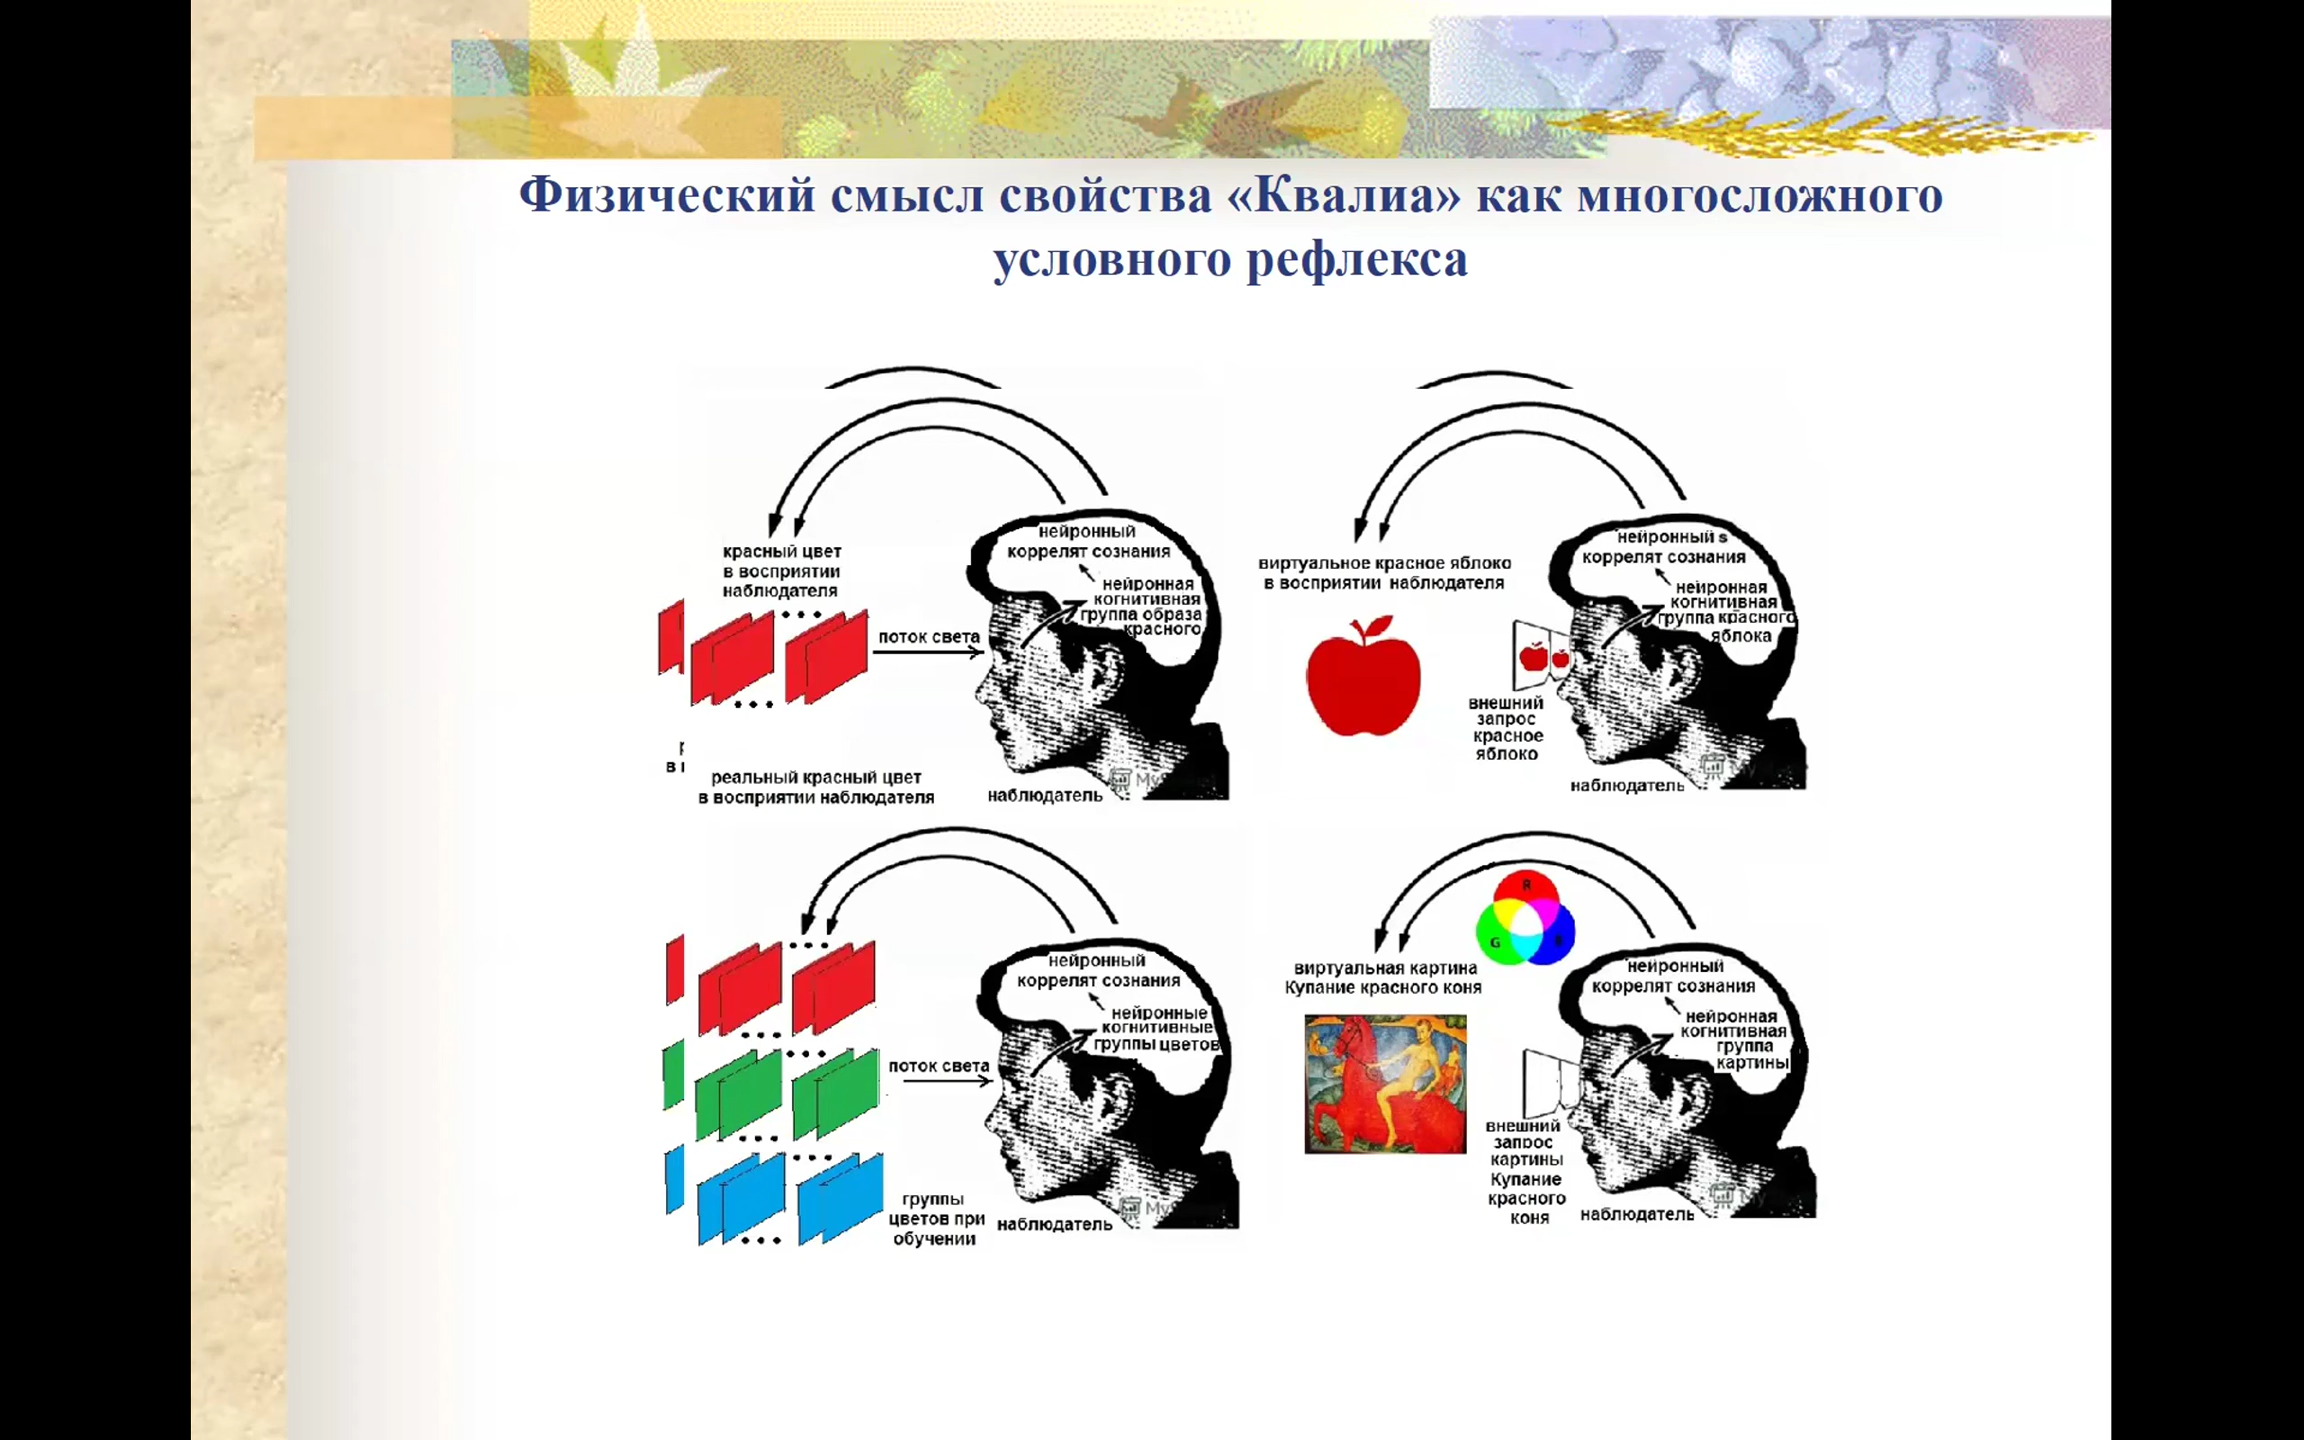 Физический смысл свойства «Квалиа» как многосложного
условного рефлекса
красный цвет
в восприятии
наблюдателя
поток света
нейронный
коррелят сознания
нейронная
когнитивная
группа образа
красного
реальный красный цвет
в восприятии наблюдателя
наблюдатель
виртуальное красное яблоко
в восприятии наблюдателя
нейронный s
коррелят сознания
нейронная
когнитивная
группа красного
яблока
внешний
запрос
красное
яблоко
наблюдатель
нейронный
коррелят сознания
нейронные
когнитивные
группы цветов
поток света
группы
цветов при
обучении
наблюдатель
R
G
виртуальная картина
Купание красного коня
нейронный
коррелят сознания
нейронная
когнитивная
группа
картины
внешний
запрос
картины
Купание
красного
коня
наблюдатель